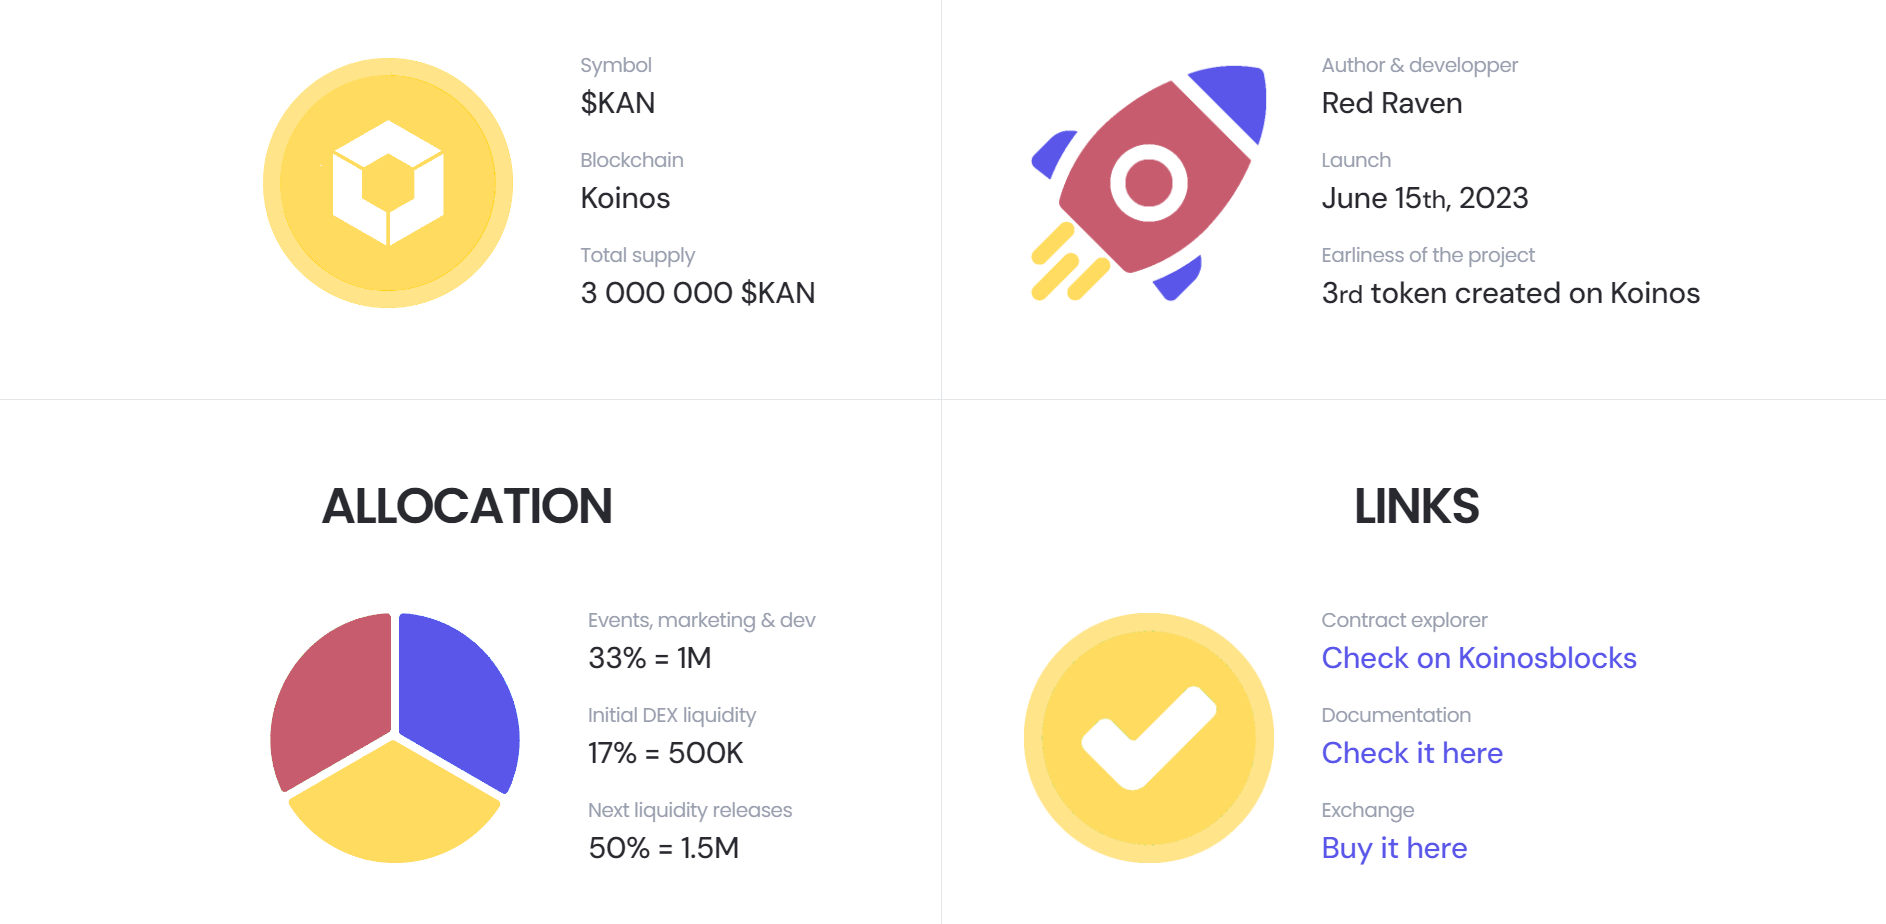 Symbol
$KAN
Blockchain
Koinos
Total supply
3 000 000 $KAN
Author & developper
Red Raven
Launch
June 15th, 2023
Earliness of the project
3rd token created on Koinos
ALLOCATION
Events, marketing & dev
33% = 1M
Initial DEX liquidity
17% = 500K
Next liquidity releases
50% = 1.5M
LINKS
Contract explorer
Check on Koinosblocks
Documentation
Check it here
Exchange
Buy it here